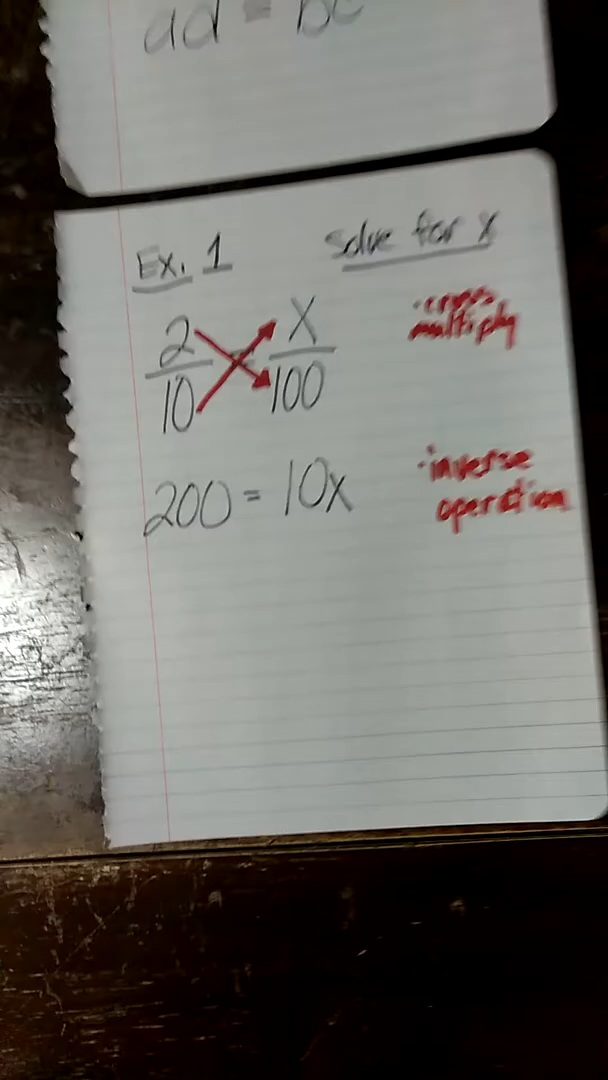 ad = bc
Ex. 1 Solve for x
2/10 = x/100
• cross
multiply
200 = 10x
• inverse
operation